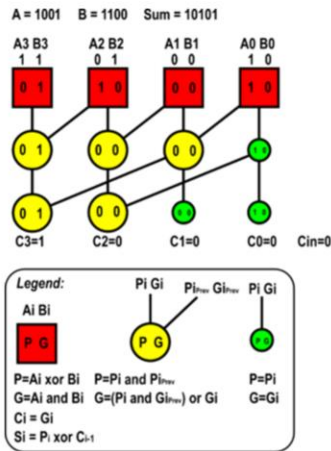 A = 1001 B = 1100 Sum = 10101
A3 B3 A2 B2 A1 B1 A0 B0
1 1 0 1 0 0 1 0
0 1 1 0 0 0 1 0
0 1 0 0 0 0 1 0
0 1 0 0 0 0 1 0
C3=1 C2=0 C1=0 C0=0 Cin=0
Legend:
Pi Gi PiPrev GiPrev Pi Gi
Ai Bi
P G P G P G
P=Ai xor Bi P=Pi and PiPrev P=Pi
G=Ai and Bi G=(Pi and GiPrev) or Gi G=Gi
Ci = Gi
Si = Pi xor Ci-1